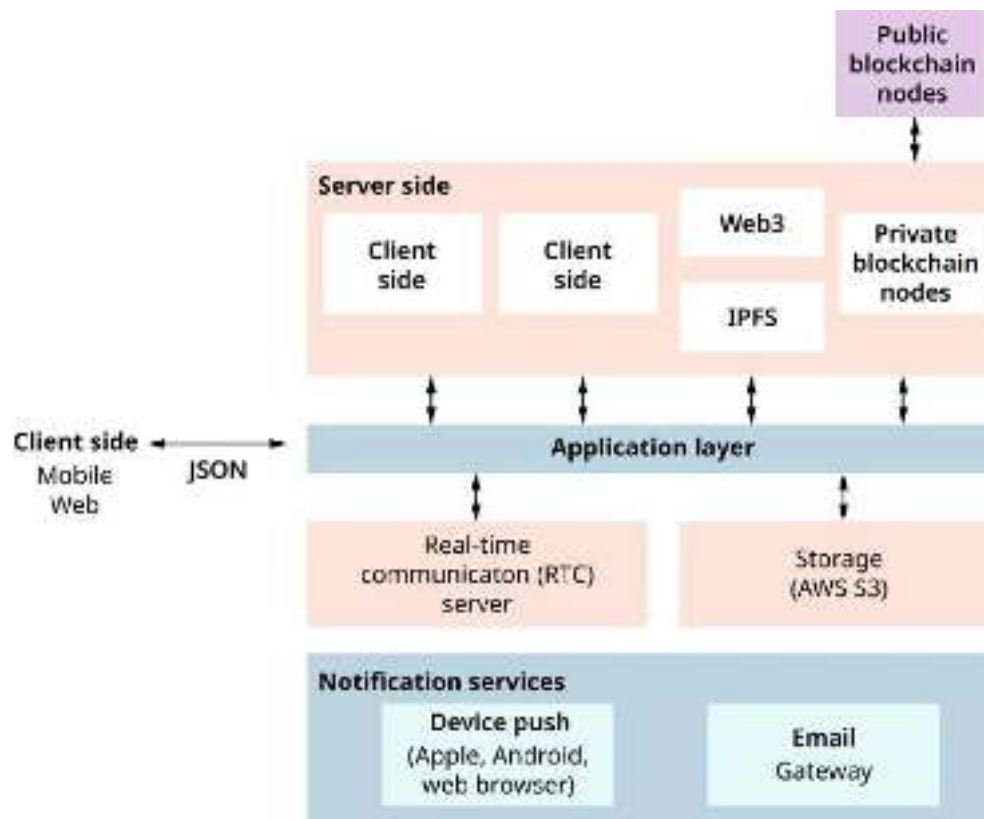 Public
blockchain
nodes
Server side
Client
side
Client
side
Web3
IPFS
Private
blockchain
nodes
Client side
Mobile
Web
JSON
Application layer
Real-time
communicaton (RTC)
server
Storage
(AWS S3)
Notification services
Device push
(Apple, Android,
web browser)
Email
Gateway